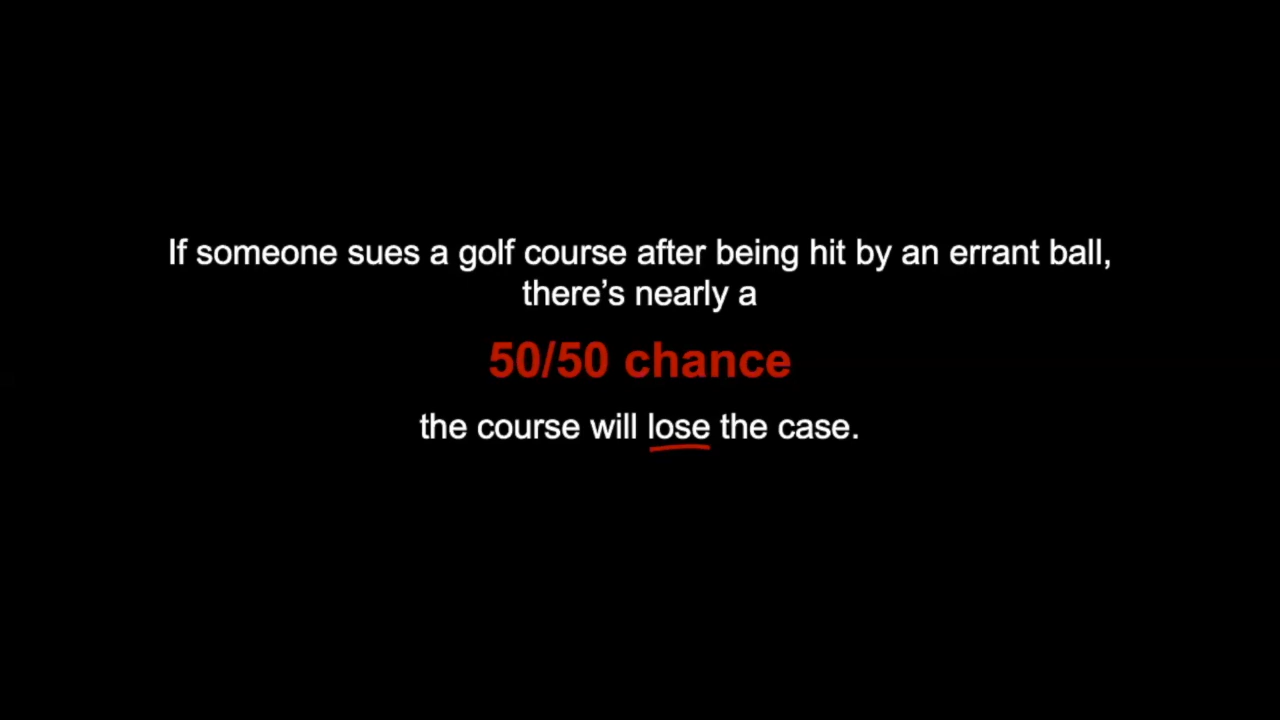 If someone sues a golf course after being hit by an errant ball,
there’s nearly a
50/50 chance
the course will lose the case.